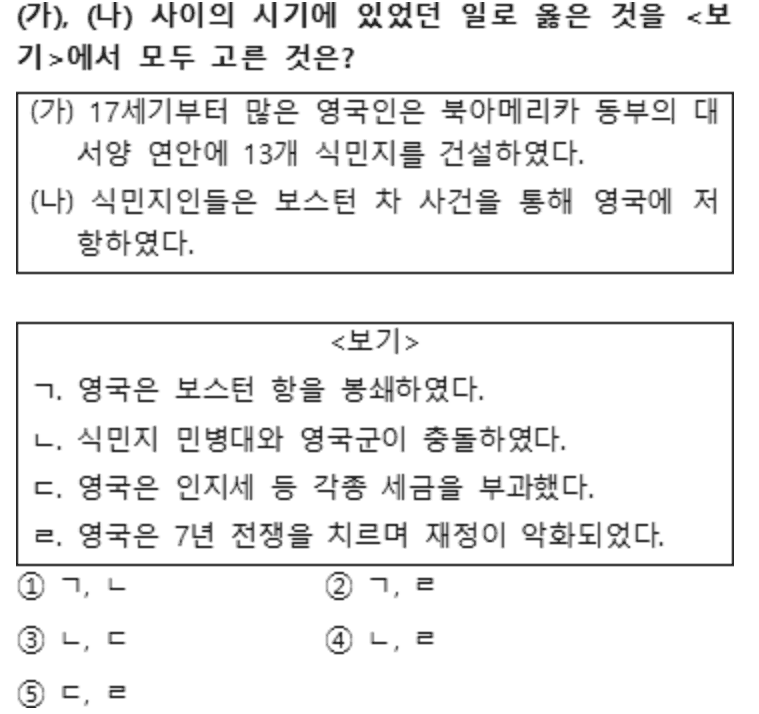 (가), (나) 사이의 시기에 있었던 일로 옳은 것을 <보
기>에서 모두 고른 것은?
(가) 17세기부터 많은 영국인은 북아메리카 동부의 대
서양 연안에 13개 식민지를 건설하였다.
(나) 식민지인들은 보스턴 차 사건을 통해 영국에 저
항하였다.
<보기>
ㄱ. 영국은 보스턴 항을 봉쇄하였다.
ㄴ. 식민지 민병대와 영국군이 충돌하였다.
ㄷ. 영국은 인지세 등 각종 세금을 부과했다.
ㄹ. 영국은 7년 전쟁을 치르며 재정이 악화되었다.
① ㄱ, ㄴ ② ㄱ, ㄹ
③ ㄴ, ㄷ ④ ㄴ, ㄹ
⑤ ㄷ, ㄹ